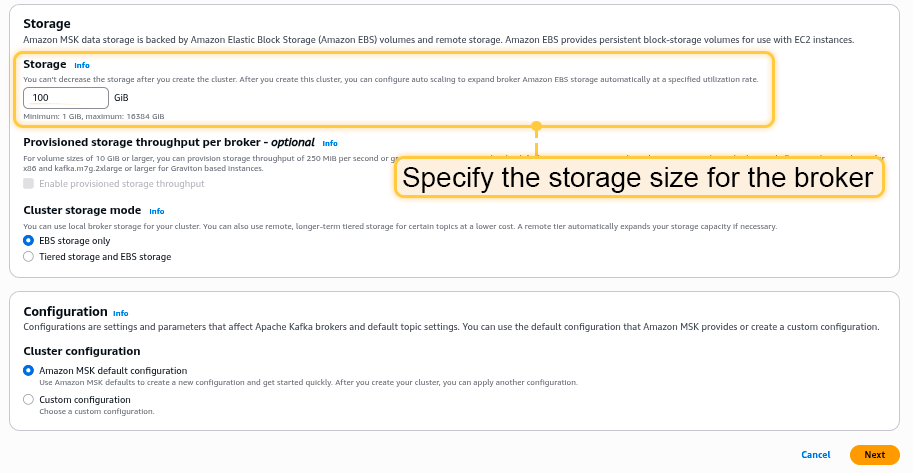 Storage
Amazon MSK data storage is backed by Amazon Elastic Block Storage (Amazon EBS) volumes and remote storage. Amazon EBS provides persistent block-storage volumes for use with EC2 instances.
Storage Info
You can't decrease the storage after you create the cluster. After you create this cluster, you can configure auto scaling to expand broker Amazon EBS storage automatically at a specified utilization rate.
100 GiB
Minimum: 1 GiB, maximum: 16384 GiB
Provisioned storage throughput per broker - optional Info
For volume sizes of 10 GiB or larger, you can provision storage throughput of 250 MiB per second or
x86 and kafka.m7g.2xlarge or larger for Graviton based instances.
Specify the storage size for the broker
Enable provisioned storage throughput
Cluster storage mode Info
You can use local broker storage for your cluster. You can also use remote, longer-term tiered storage for certain topics at a lower cost. A remote tier automatically expands your storage capacity if necessary.
EBS storage only
Tiered storage and EBS storage
Configuration Info
Configurations are settings and parameters that affect Apache Kafka brokers and default topic settings. You can use the default configuration that Amazon MSK provides or create a custom configuration.
Cluster configuration
Amazon MSK default configuration
Use Amazon MSK defaults to create a new configuration and get started quickly. After you create your cluster, you can apply another configuration.
Custom configuration
Choose a custom configuration.
Cancel Next